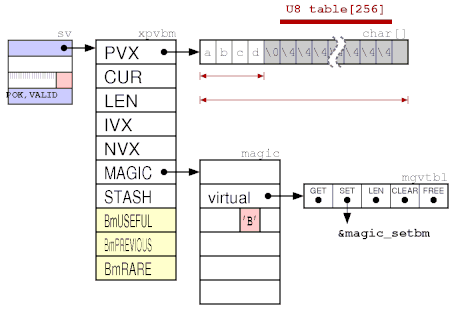 U8 table[256]
sv
xpvbm
char[]
PVX
a b c d \0 \4 \4 \4 \4 \4 \4 \4
CUR
POK,VALID
LEN
IVX
NVX
magic
MAGIC
mgvtbl
STASH
virtual
GET SET LEN CLEAR FREE
BmUSEFUL
'B'
&magic_setbm
BmPREVIOUS
BmRARE